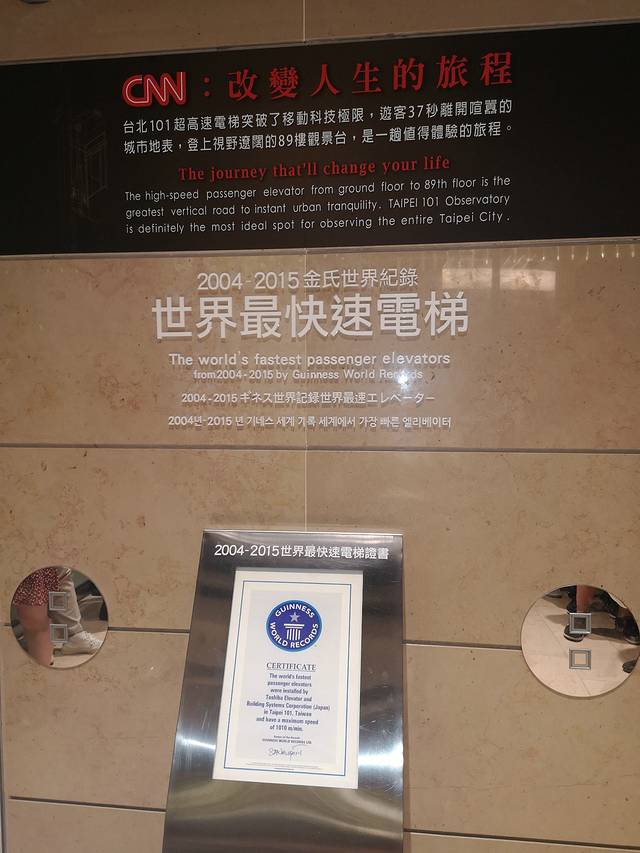 CNN：改變人生的旅程
台北101超高速電梯突破了移動科技極限，遊客37秒離開喧囂的
城市地表，登上視野遼闊的89樓觀景台，是一趟值得體驗的旅程。
The journey that'll change your life
The high-speed passenger elevator from ground floor to 89th floor is the
greatest vertical road to instant urban tranquility. TAIPEI 101 Observatory
is definitely the most ideal spot for observing the entire Taipei City.
2004-2015金氏世界紀錄
世界最快速電梯
The world's fastest passenger elevators
from2004-2015 by Guinness World Records
2004-2015 ギネス世界記録世界最速エレベーター
2004년-2015년 기네스 세계 기록 세계에서 가장 빠른 엘리베이터
2004-2015世界最快速電梯證書
GUINNESS
WORLD RECORDS
CERTIFICATE
The world's fastest
passenger elevators
were installed by
Toshiba Elevator and
Building Systems Corporation (Japan)
in Taipei 101, Taiwan
and have a maximum speed
of 1010 m/min.
GUINNESS WORLD RECORDS LTD